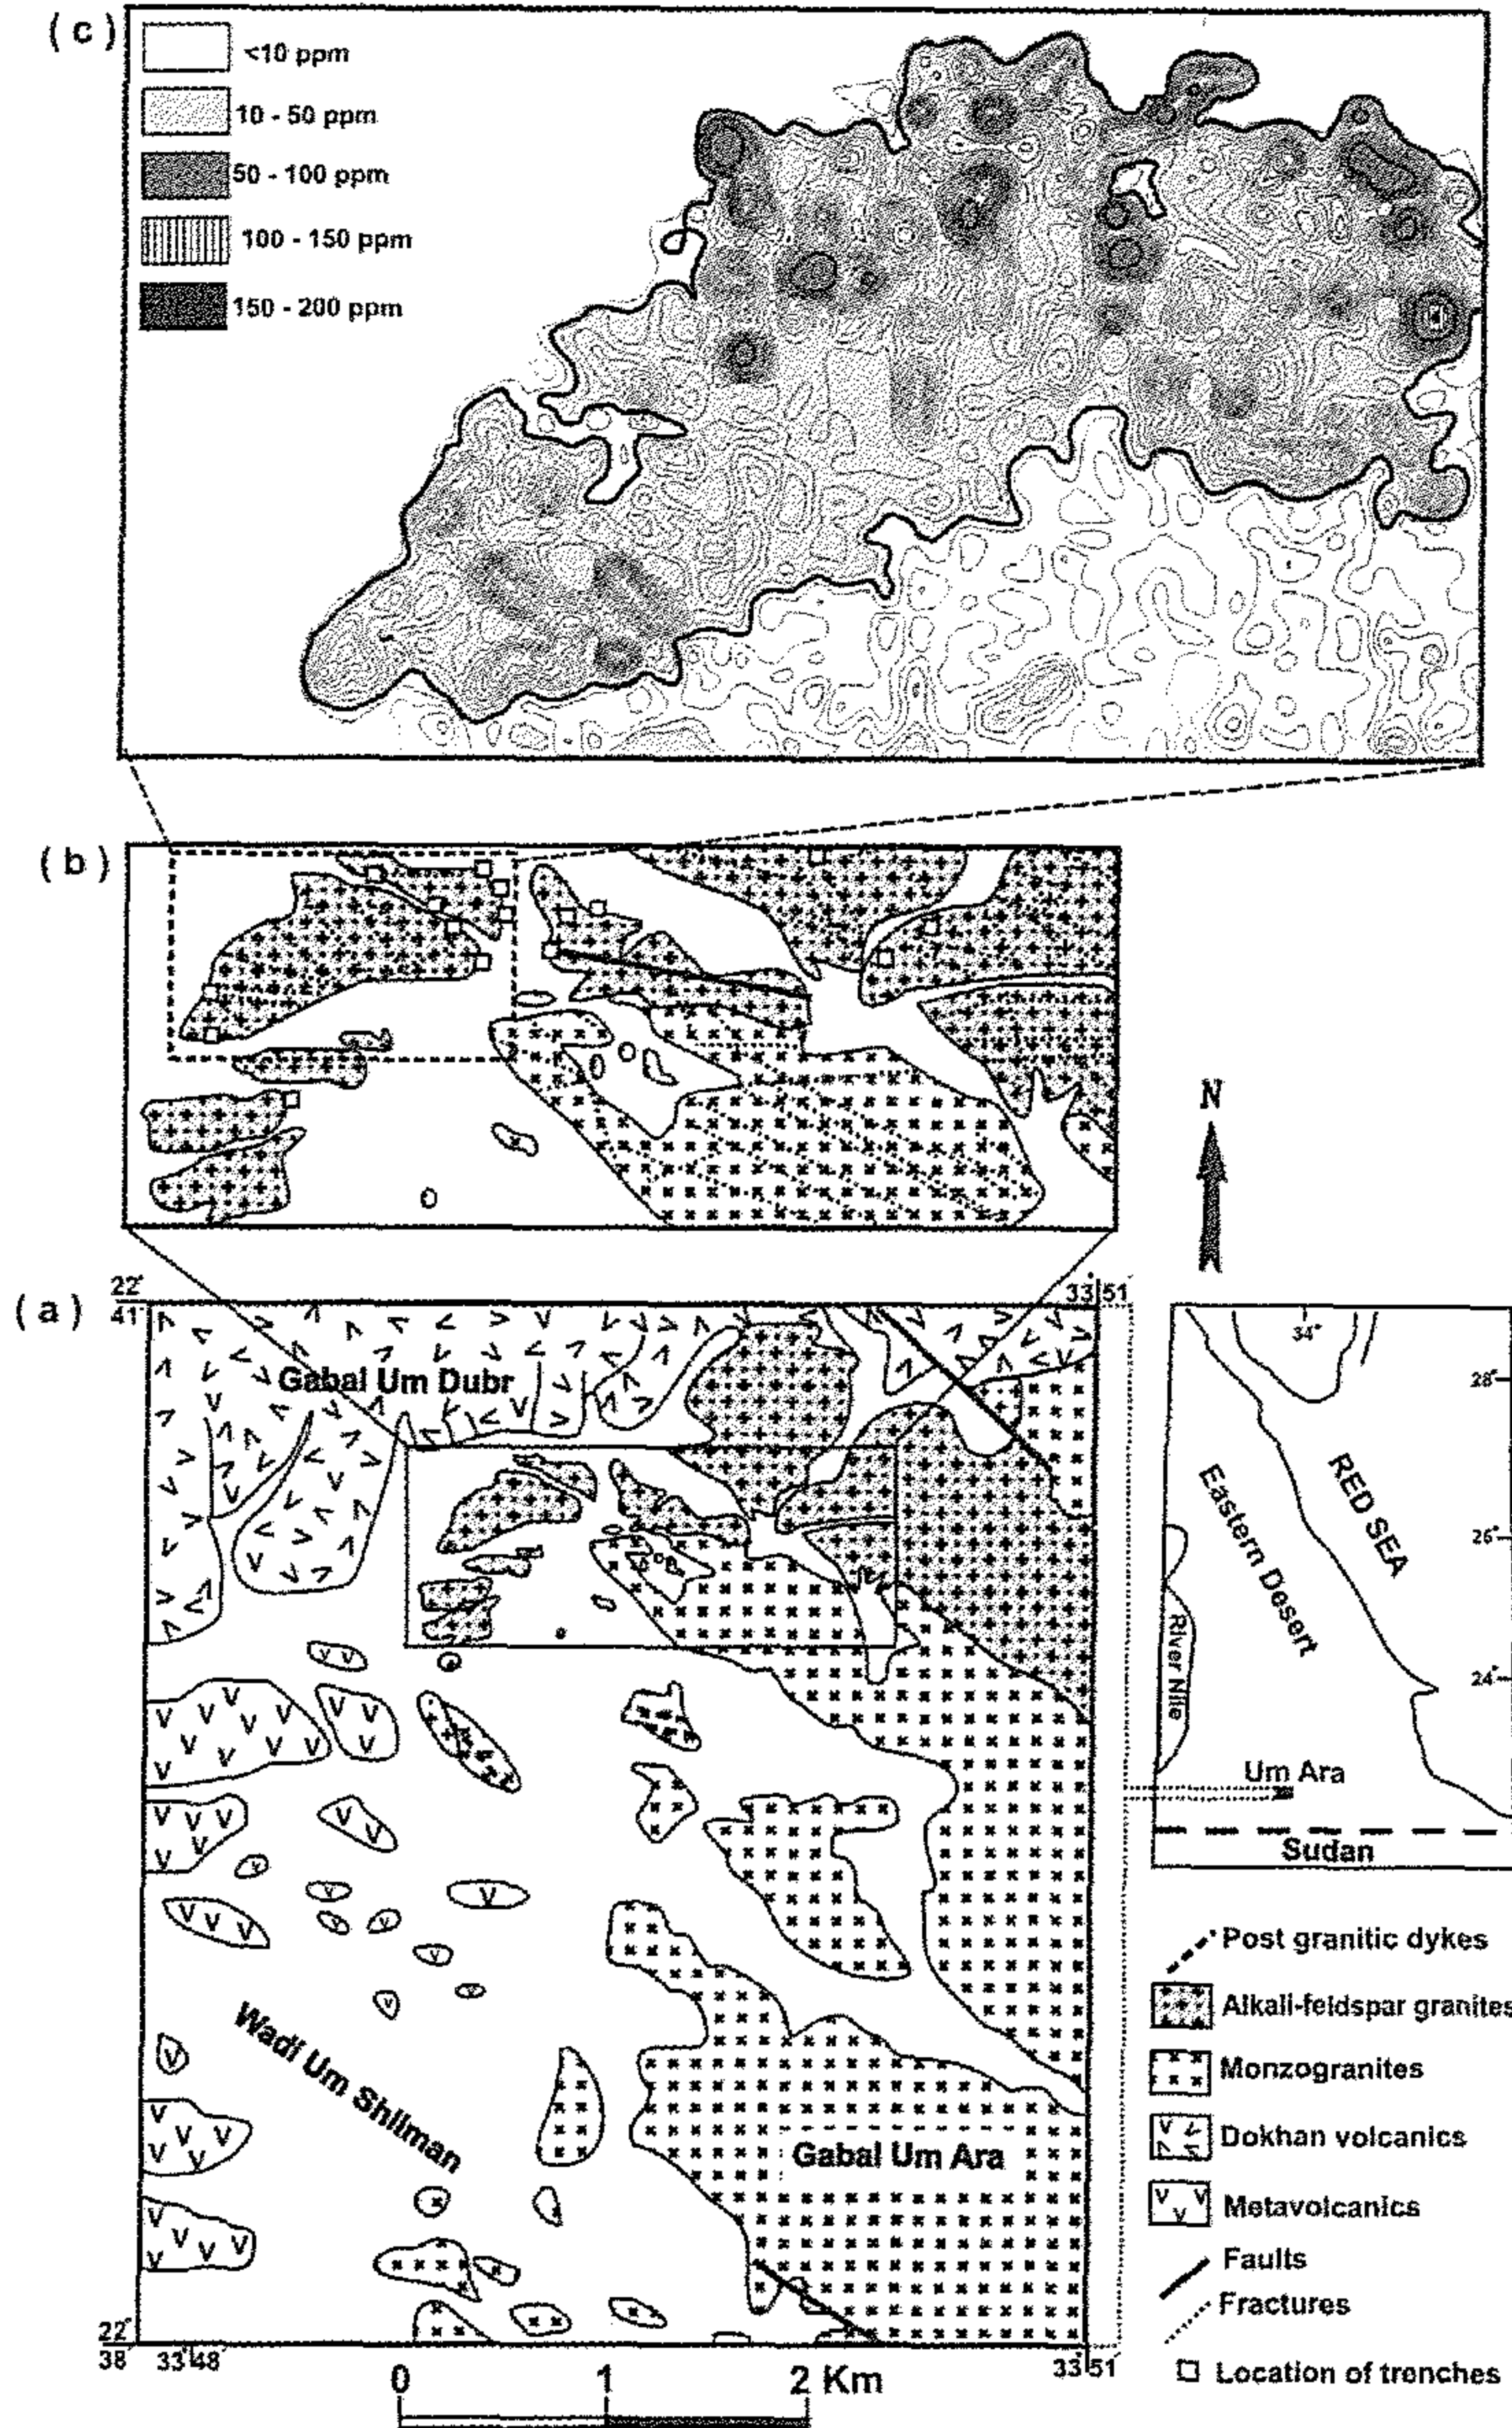 ( c )
<10 ppm
10 - 50 ppm
50 - 100 ppm
100 - 150 ppm
150 - 200 ppm
( b )
N
( a )
22°
41'
33 51
Gabal Um Dubr
34°
28°
RED SEA
Eastern Desert
26°
River Nile
24°
Um Ara
Sudan
Wadi Um Shilman
Gabal Um Ara
Post granitic dykes
Alkali-feldspar granites
Monzogranites
Dokhan volcanics
Metavolcanics
Faults
Fractures
Location of trenches
22°
38
33 48'
33 51'
0 1 2 Km